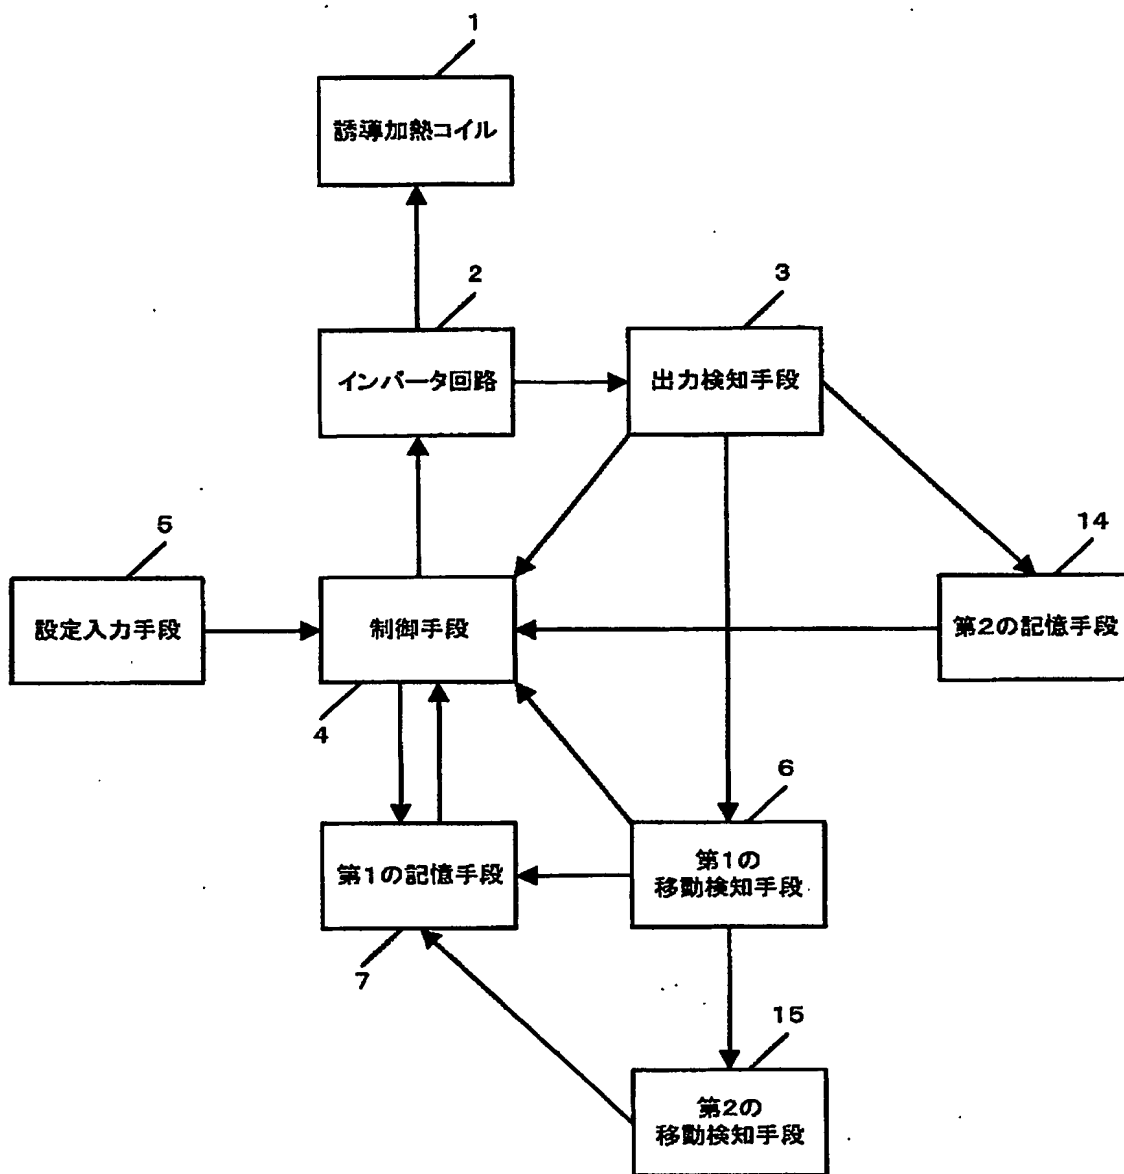 1
誘導加熱コイル
2
インバータ回路
3
出力検知手段
5
設定入力手段
制御手段
4
14
第2の記憶手段
6
第1の記憶手段
7
第1の
移動検知手段
15
第2の
移動検知手段